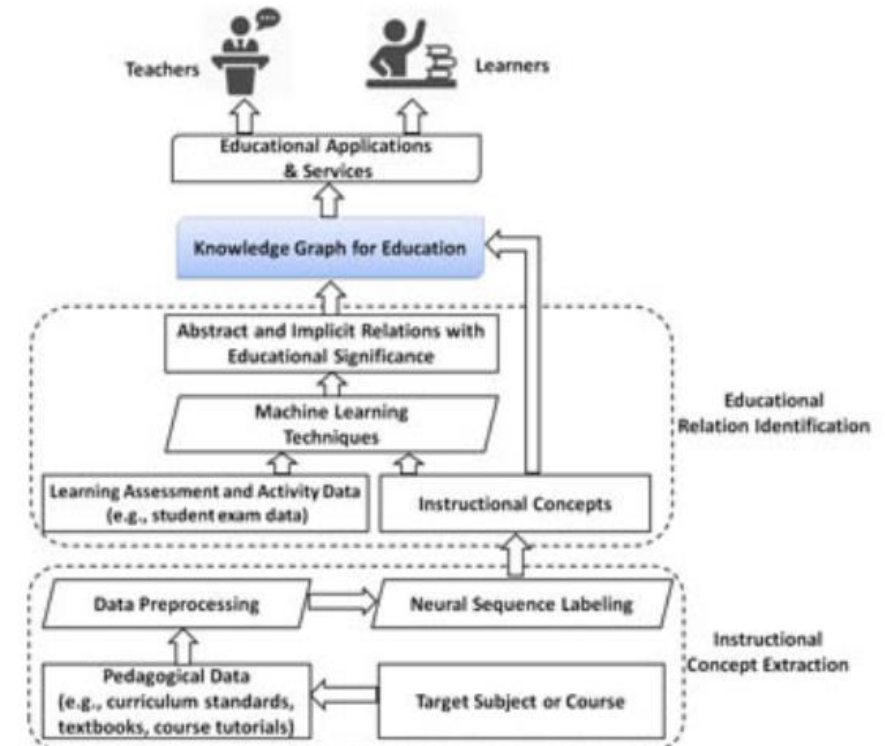 Teachers
Learners
Educational Applications
& Services
Knowledge Graph for Education
Abstract and Implicit Relations with
Educational Significance
Machine Learning
Techniques
Educational
Relation Identification
Learning Assessment and Activity Data
(e.g., student exam data)
Instructional Concepts
Data Preprocessing
Neural Sequence Labeling
Instructional
Concept Extraction
Pedagogical Data
(e.g., curriculum standards,
textbooks, course tutorials)
Target Subject or Course